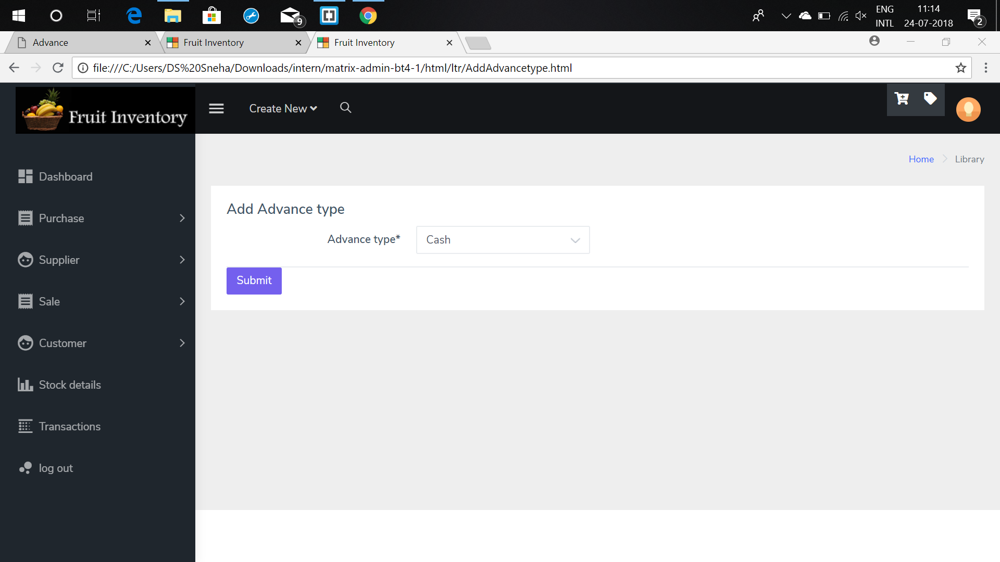 9
ENG
INTL
11:14
24-07-2018
2
Advance
Fruit Inventory
Fruit Inventory
file:///C:/Users/DS%20Sneha/Downloads/intern/matrix-admin-bt4-1/html/ltr/AddAdvancetype.html
Fruit Inventory
Create New
Home
Library
Dashboard
Purchase
Supplier
Sale
Customer
Stock details
Transactions
log out
Add Advance type
Advance type*
Cash
Submit